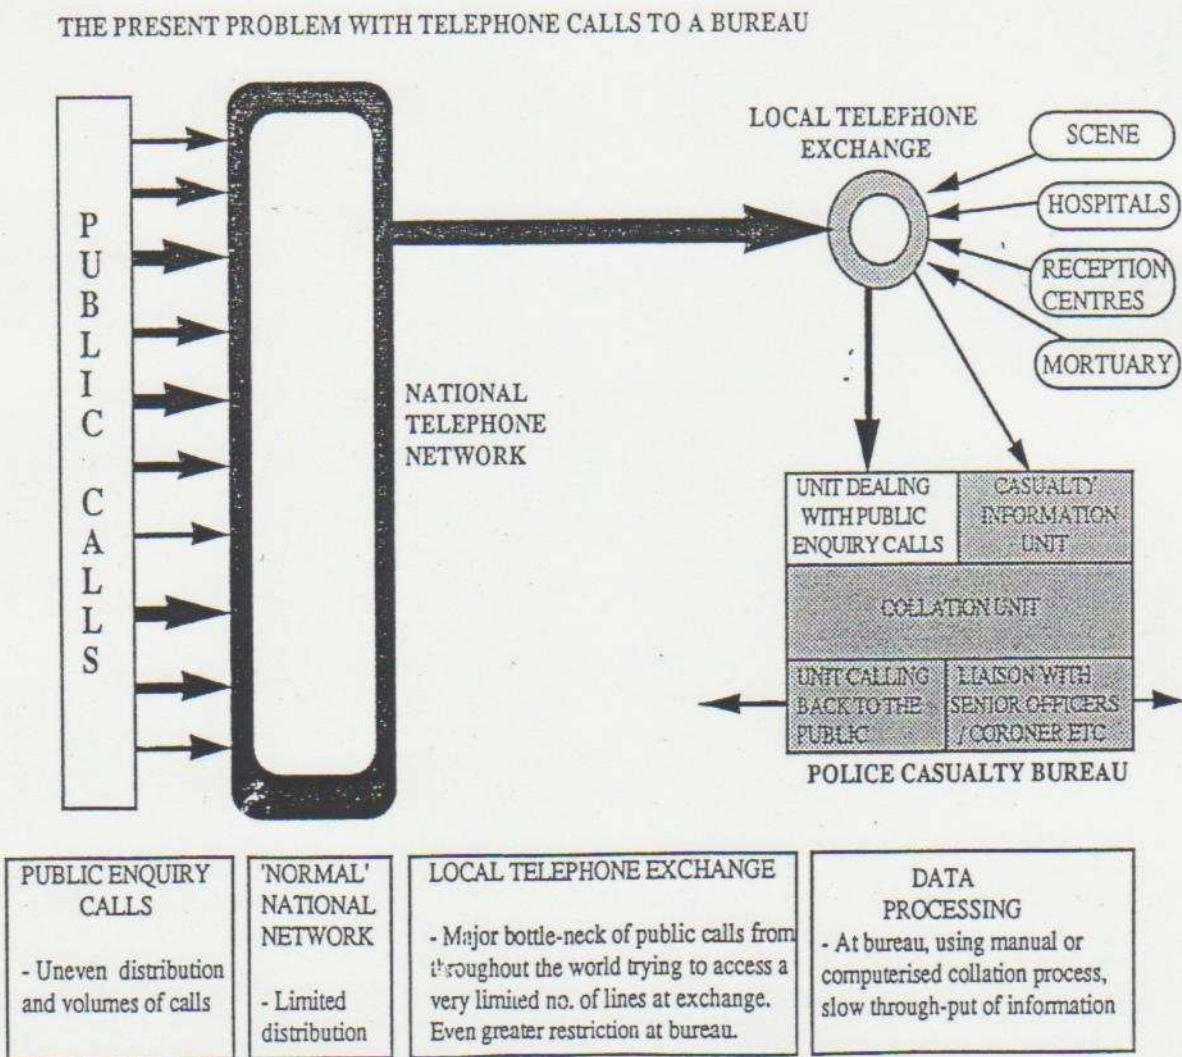 THE PRESENT PROBLEM WITH TELEPHONE CALLS TO A BUREAU
PUBLIC CALLS
NATIONAL
TELEPHONE
NETWORK
LOCAL TELEPHONE
EXCHANGE
SCENE
HOSPITALS
RECEPTION
CENTRES
MORTUARY
UNIT DEALING
WITH PUBLIC
ENQUIRY CALLS
CASUALTY
INFORMATION
UNIT
COLLATION UNIT
UNIT CALLING
BACK TO THE
PUBLIC
LIAISON WITH
SENIOR OFFICERS
/ CORONER ETC
POLICE CASUALTY BUREAU
PUBLIC ENQUIRY
CALLS
- Uneven distribution
and volumes of calls
'NORMAL'
NATIONAL
NETWORK
- Limited
distribution
LOCAL TELEPHONE EXCHANGE
- Major bottle-neck of public calls from
throughout the world trying to access a
very limited no. of lines at exchange.
Even greater restriction at bureau.
DATA
PROCESSING
- At bureau, using manual or
computerised collation process,
slow through-put of information